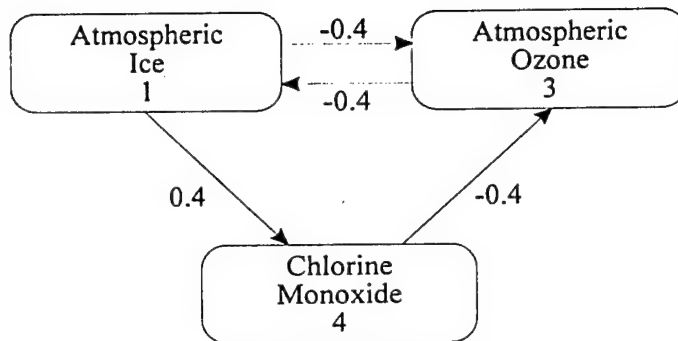 Atmospheric
Ice
1
-0.4
-0.4
Atmospheric
Ozone
3
0.4
-0.4
Chlorine
Monoxide
4